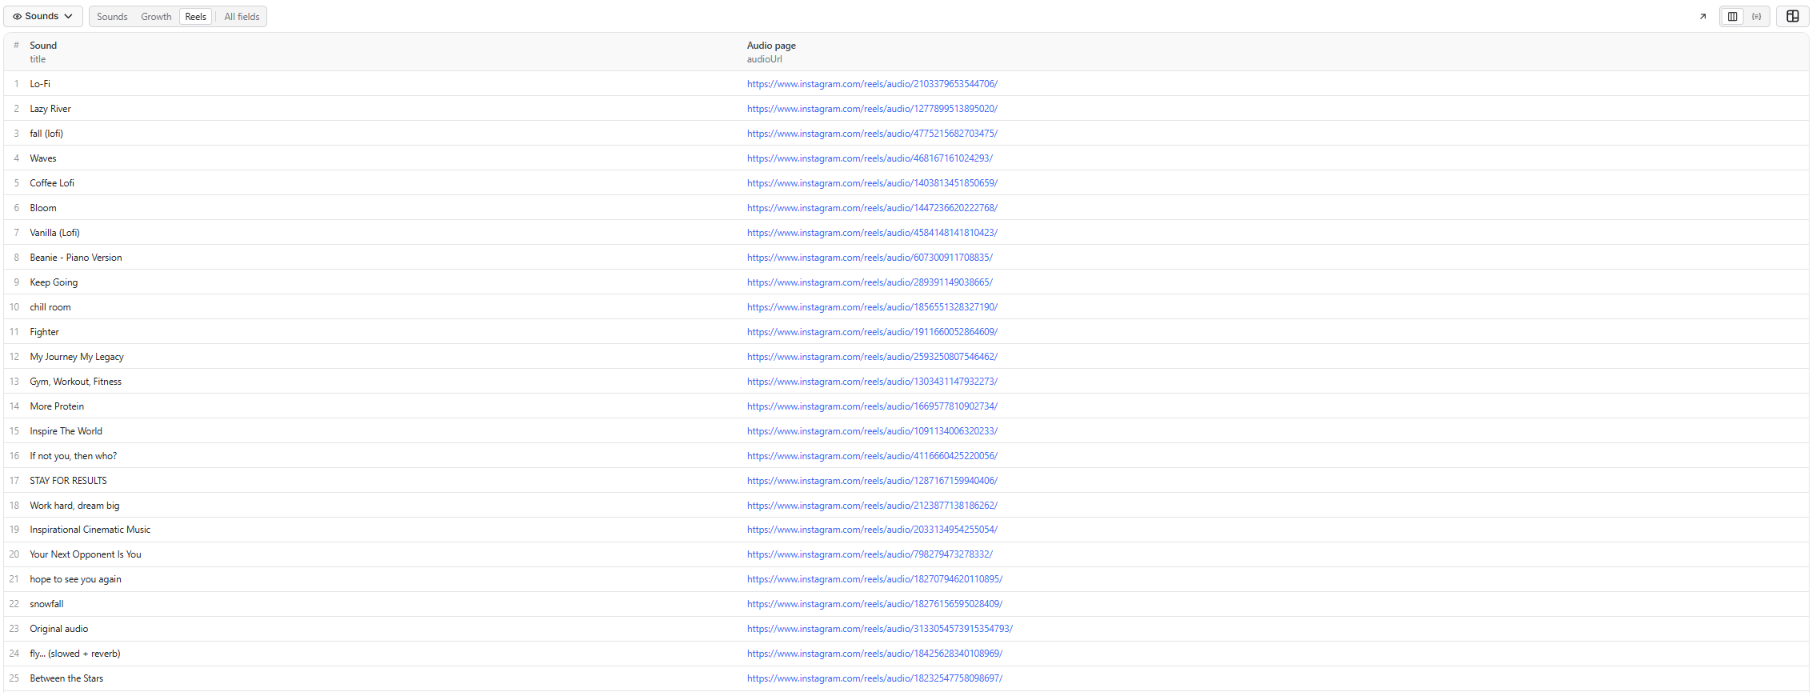 Sounds Sounds Growth Reels All fields
# Sound Audio page
title audioUrl
1 Lo-Fi https://www.instagram.com/reels/audio/2103379653544706/
2 Lazy River https://www.instagram.com/reels/audio/1277899513895020/
3 fall (lofi) https://www.instagram.com/reels/audio/4775215682703475/
4 Waves https://www.instagram.com/reels/audio/468167161024293/
5 Coffee Lofi https://www.instagram.com/reels/audio/1403813451850659/
6 Bloom https://www.instagram.com/reels/audio/1447236620222768/
7 Vanilla (Lofi) https://www.instagram.com/reels/audio/4584148141810423/
8 Beanie - Piano Version https://www.instagram.com/reels/audio/607300911708835/
9 Keep Going https://www.instagram.com/reels/audio/289391149038665/
10 chill room https://www.instagram.com/reels/audio/1856551328327190/
11 Fighter https://www.instagram.com/reels/audio/1911660052864609/
12 My Journey My Legacy https://www.instagram.com/reels/audio/2593250807546462/
13 Gym, Workout, Fitness https://www.instagram.com/reels/audio/1303431147932273/
14 More Protein https://www.instagram.com/reels/audio/1669577810902734/
15 Inspire The World https://www.instagram.com/reels/audio/1091134006320233/
16 If not you, then who? https://www.instagram.com/reels/audio/4116660425220056/
17 STAY FOR RESULTS https://www.instagram.com/reels/audio/1287167159940406/
18 Work hard, dream big https://www.instagram.com/reels/audio/2123877138186262/
19 Inspirational Cinematic Music https://www.instagram.com/reels/audio/2033134954255054/
20 Your Next Opponent Is You https://www.instagram.com/reels/audio/798279473278332/
21 hope to see you again https://www.instagram.com/reels/audio/18270794620110895/
22 snowfall https://www.instagram.com/reels/audio/18276156595028409/
23 Original audio https://www.instagram.com/reels/audio/3133054573915354793/
24 fly... (slowed + reverb) https://www.instagram.com/reels/audio/18425628340108969/
25 Between the Stars https://www.instagram.com/reels/audio/18232547758098697/